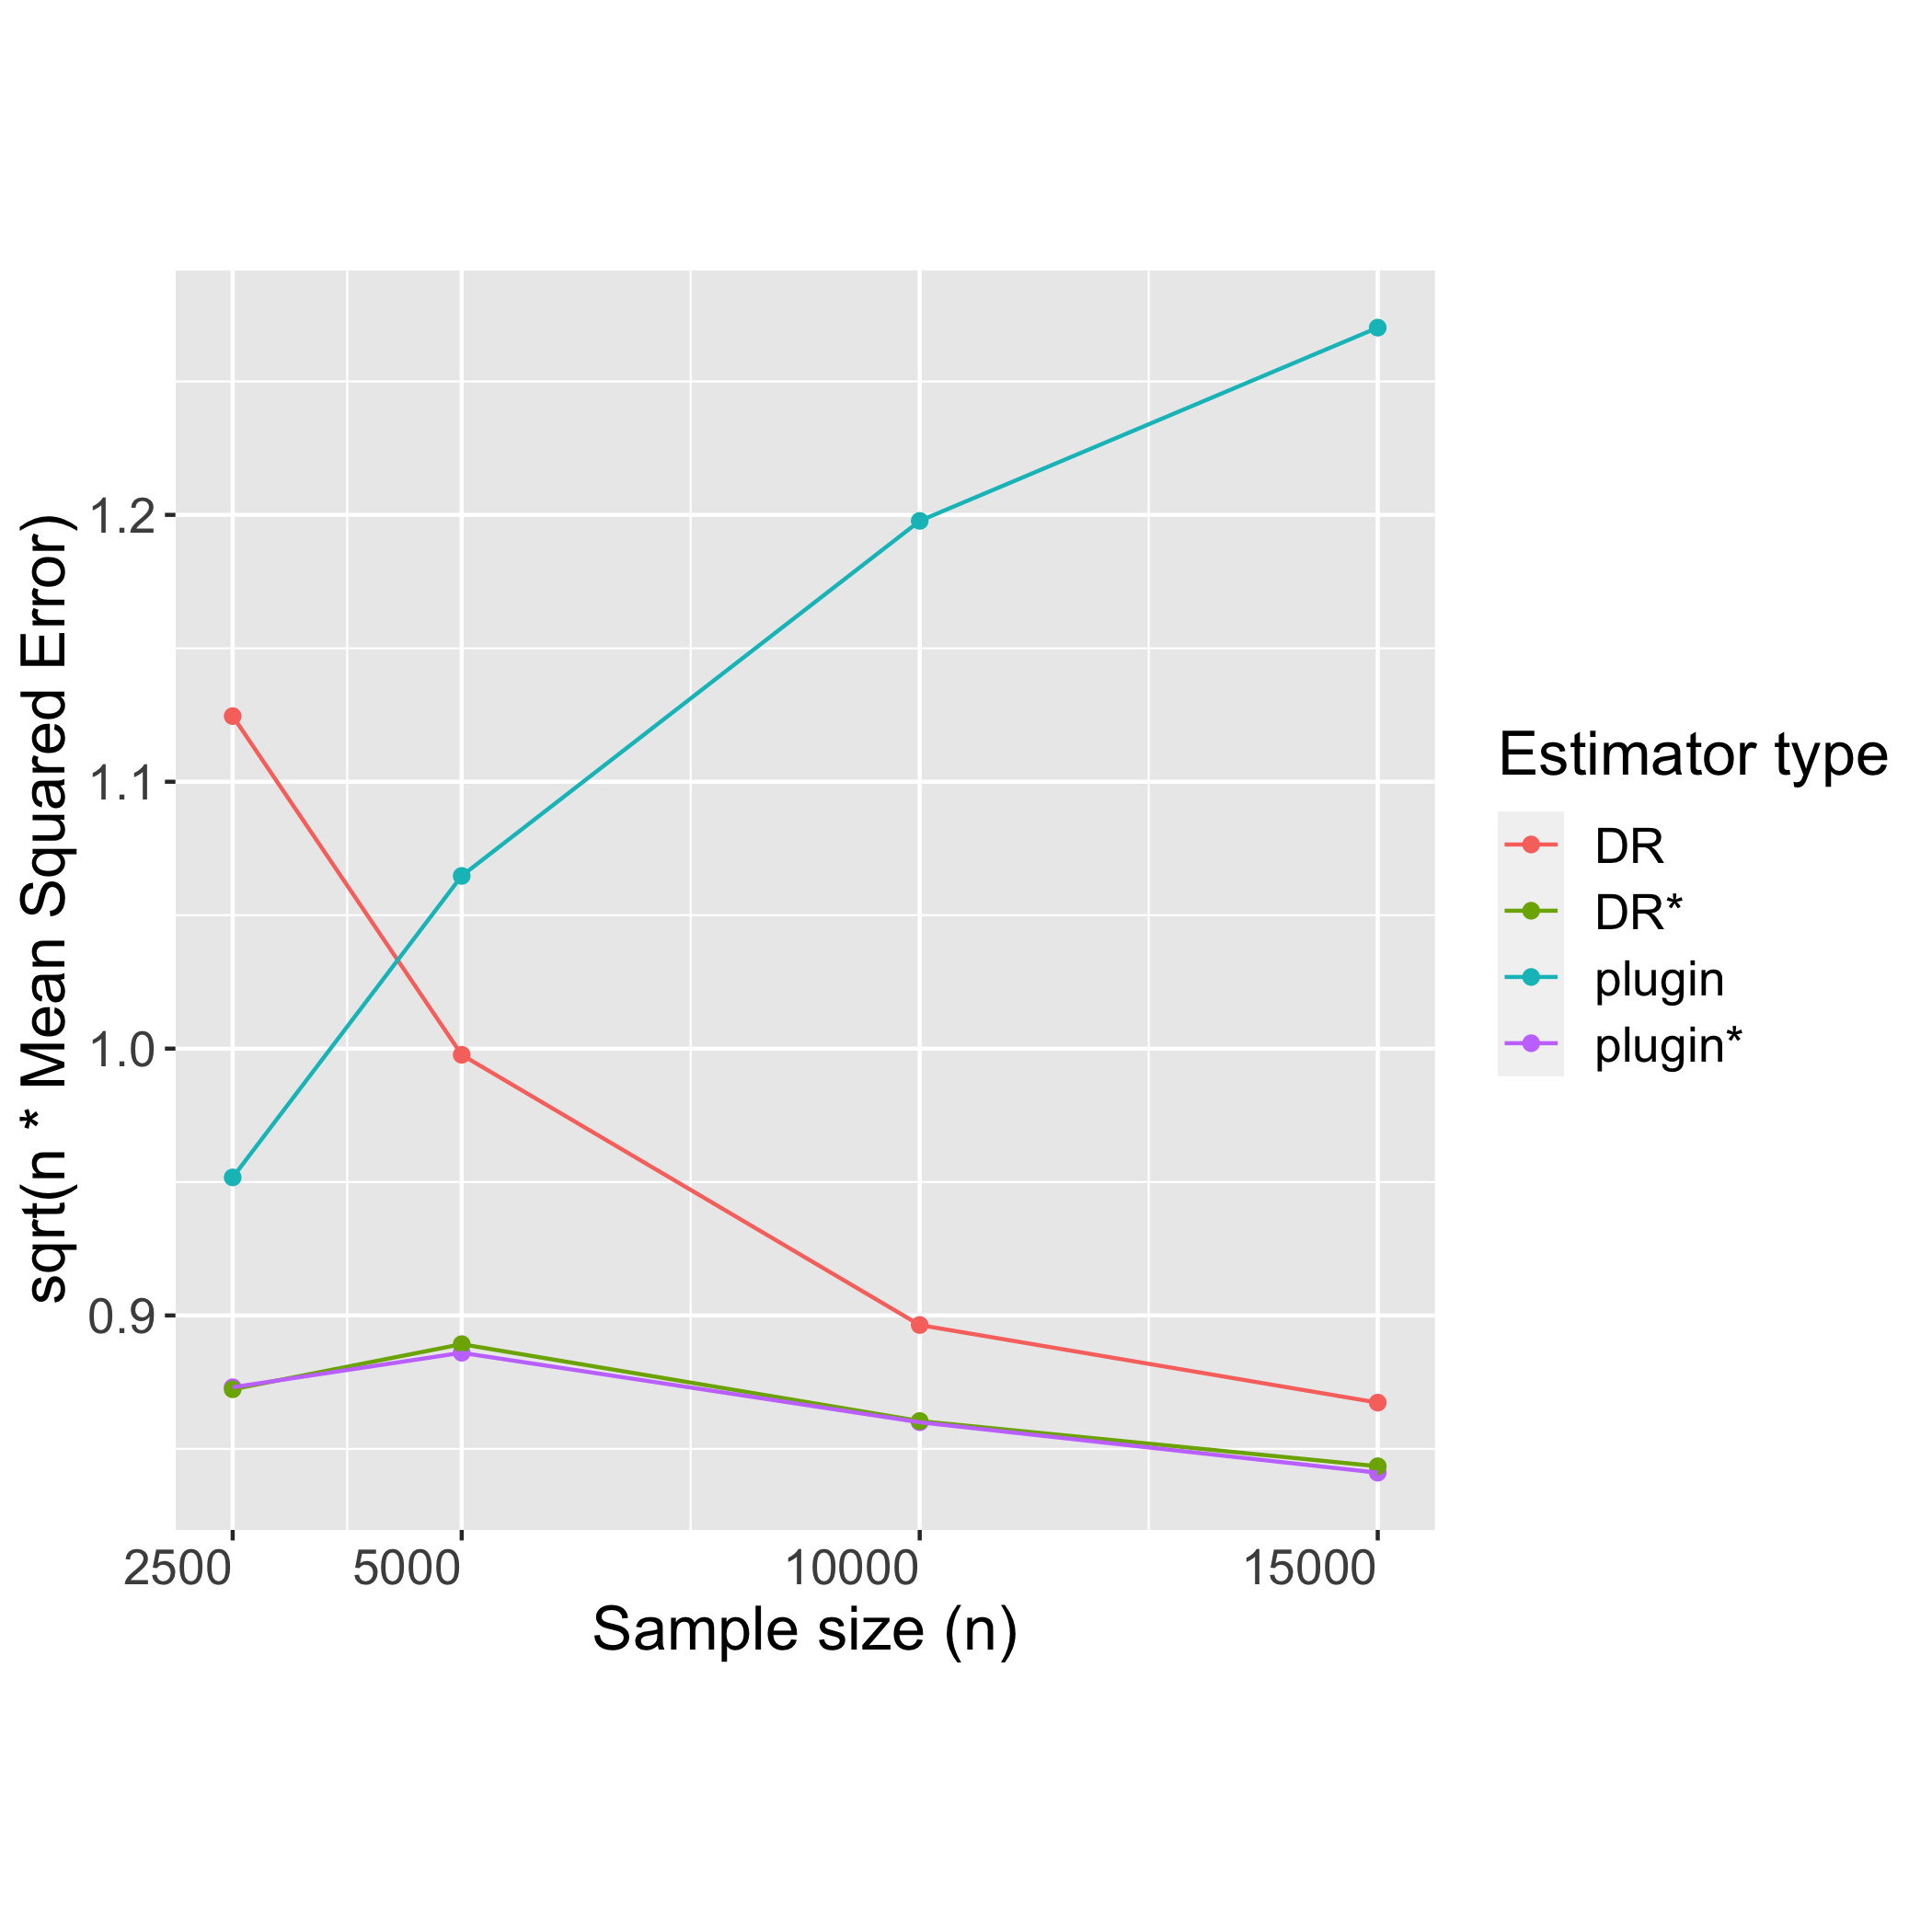 sqrt(n * Mean Squared Error)
1.2
1.1
1.0
0.9
2500 5000 10000 15000
Sample size (n)
Estimator type
DR
DR*
plugin
plugin*